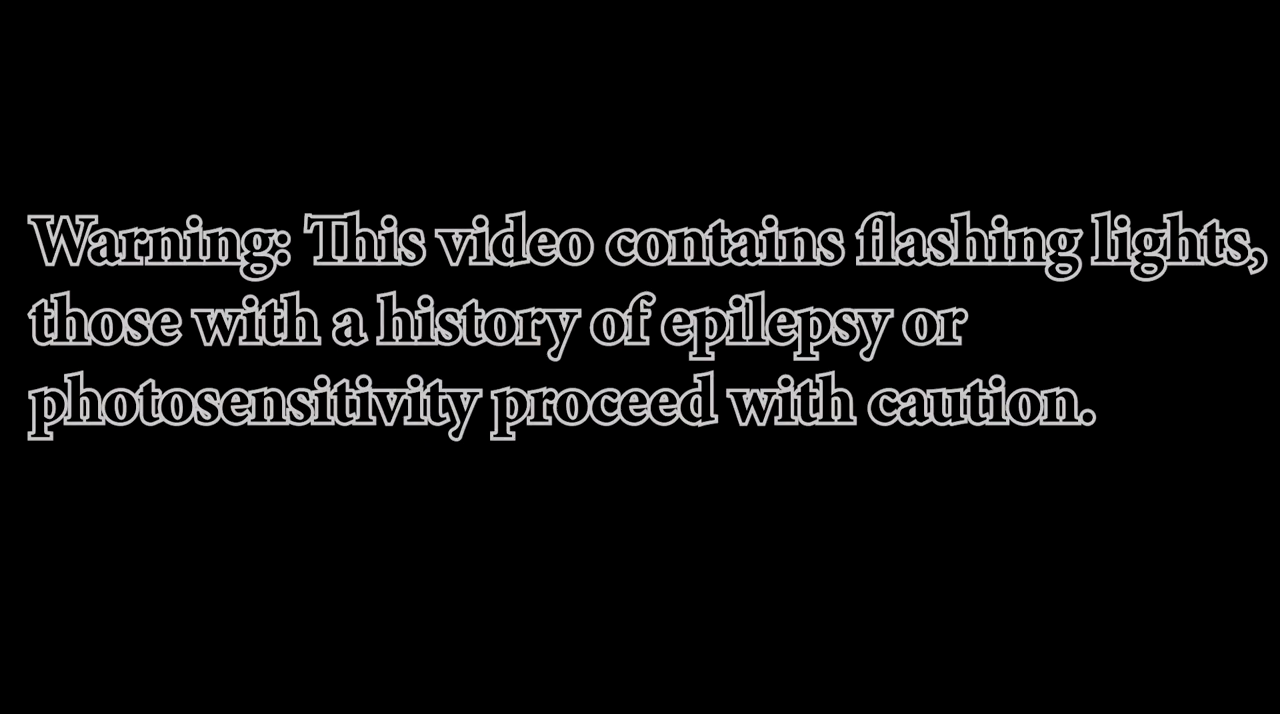 Warning: This video contains flashing lights,
those with a history of epilepsy or
photosensitivity proceed with caution.